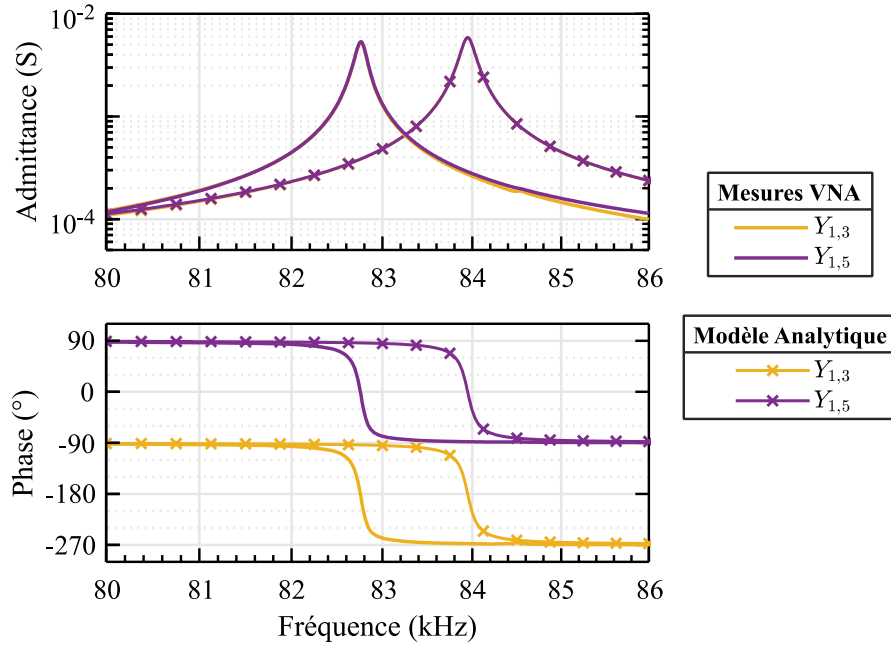 10^-2
10^-4
Admittance (S)
80 81 82 83 84 85 86
90
0
-90
-180
-270
Phase (°)
80 81 82 83 84 85 86
Fréquence (kHz)
Mesures VNA
Y_{1,3}
Y_{1,5}
Modèle Analytique
Y_{1,3}
Y_{1,5}